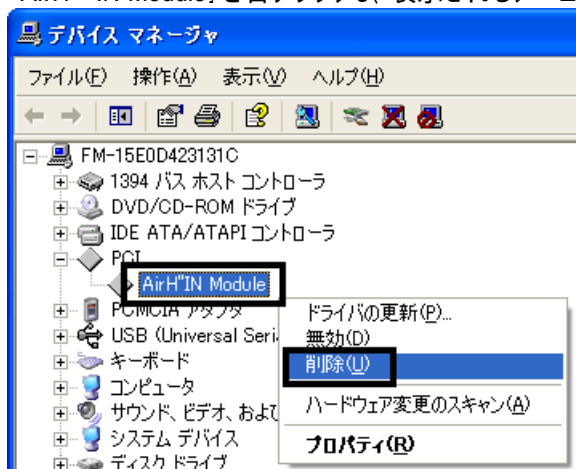 デバイス マネージャ
ファイル(F) 操作(A) 表示(V) ヘルプ(H)
FM-15E0D423131C
1394 バス ホスト コントローラ
DVD/CD-ROM ドライブ
IDE ATA/ATAPI コントローラ
PCI
AirH"IN Module
PCMCIA アダプタ
USB (Universal Seri
キーボード
コンピュータ
サウンド、ビデオ、およ
システム デバイス
ディスク ドライブ
ドライバの更新(P)...
無効(D)
削除(U)
ハードウェア変更のスキャン(A)
プロパティ(R)